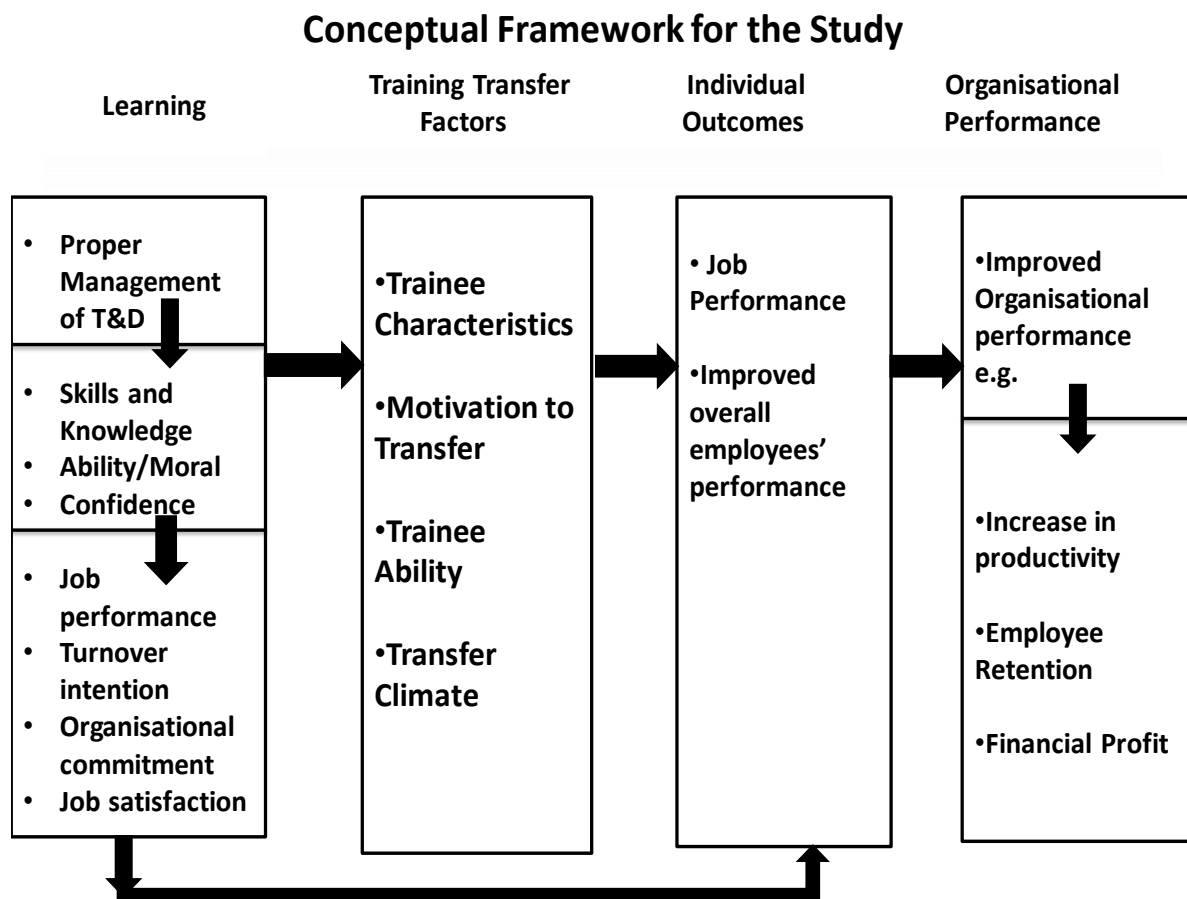 Conceptual Framework for the Study
Learning
Training Transfer
Factors
Individual
Outcomes
Organisational
Performance
• Proper
Management
of T&D
• Skills and
Knowledge
• Ability/Moral
• Confidence
• Job
performance
• Turnover
intention
• Organisational
commitment
• Job satisfaction
•Trainee
Characteristics
•Motivation to
Transfer
•Trainee
Ability
•Transfer
Climate
• Job
Performance
•Improved
overall
employees’
performance
•Improved
Organisational
performance
e.g.
•Increase in
productivity
•Employee
Retention
•Financial Profit